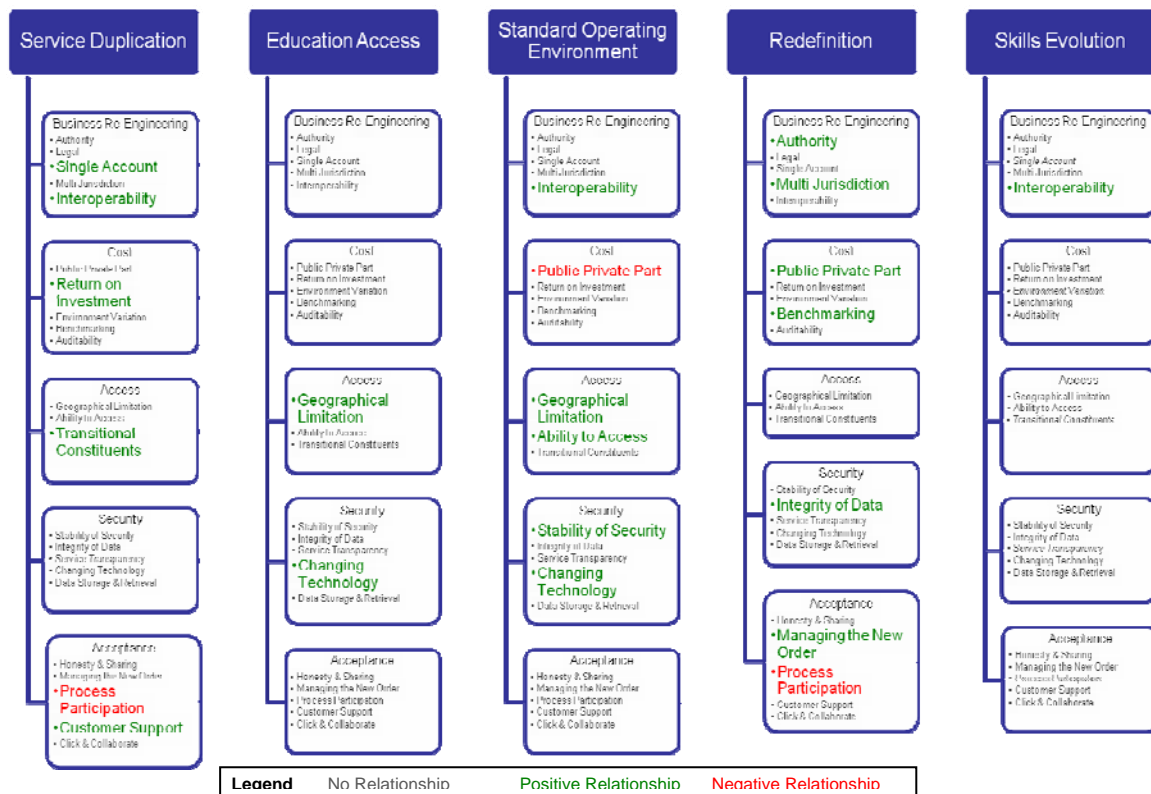 Service Duplication
Business Re Engineering
• Authority
• Legal
• Single Account
• Multi Jurisdiction
• Interoperability
Cost
• Public Private Part
• Return on
Investment
• Environment Variation
• Benchmarking
• Auditability
Access
• Geographical Limitation
• Ability to Access
• Transitional
Constituents
Security
• Stability of Security
• Integrity of Data
• Service Transparency
• Changing Technology
• Data Storage & Retrieval
Acceptance
• Honesty & Sharing
• Managing the New Order
• Process
Participation
• Customer Support
• Click & Collaborate
Education Access
Business Re Engineering
• Authority
• Legal
• Single Account
• Multi Jurisdiction
• Interoperability
Cost
• Public Private Part
• Return on Investment
• Environment Variation
• Benchmarking
• Auditability
Access
• Geographical
Limitation
• Ability to Access
• Transitional Constituents
Security
• Stability of Security
• Integrity of Data
• Service Transparency
• Changing
Technology
• Data Storage & Retrieval
Acceptance
• Honesty & Sharing
• Managing the New Order
• Process Participation
• Customer Support
• Click & Collaborate
Standard Operating
Environment
Business Re Engineering
• Authority
• Legal
• Single Account
• Multi Jurisdiction
• Interoperability
Cost
• Public Private Part
• Return on Investment
• Environment Variation
• Benchmarking
• Auditability
Access
• Geographical
Limitation
• Ability to Access
• Transitional Constituents
Security
• Stability of Security
• Integrity of Data
• Service Transparency
• Changing
Technology
• Data Storage & Retrieval
Acceptance
• Honesty & Sharing
• Managing the New Order
• Process Participation
• Customer Support
• Click & Collaborate
Redefinition
Business Re Engineering
• Authority
• Legal
• Single Account
• Multi Jurisdiction
• Interoperability
Cost
• Public Private Part
• Return on Investment
• Environment Variation
• Benchmarking
• Auditability
Access
• Geographical Limitation
• Ability to Access
• Transitional Constituents
Security
• Stability of Security
• Integrity of Data
• Service Transparency
• Changing Technology
• Data Storage & Retrieval
Acceptance
• Honesty & Sharing
• Managing the New
Order
• Process
Participation
• Customer Support
• Click & Collaborate
Skills Evolution
Business Re Engineering
• Authority
• Legal
• Single Account
• Multi Jurisdiction
• Interoperability
Cost
• Public Private Part
• Return on Investment
• Environment Variation
• Benchmarking
• Auditability
Access
• Geographical Limitation
• Ability to Access
• Transitional Constituents
Security
• Stability of Security
• Integrity of Data
• Service Transparency
• Changing Technology
• Data Storage & Retrieval
Acceptance
• Honesty & Sharing
• Managing the New Order
• Process Participation
• Customer Support
• Click & Collaborate
Legend No Relationship Positive Relationship Negative Relationship